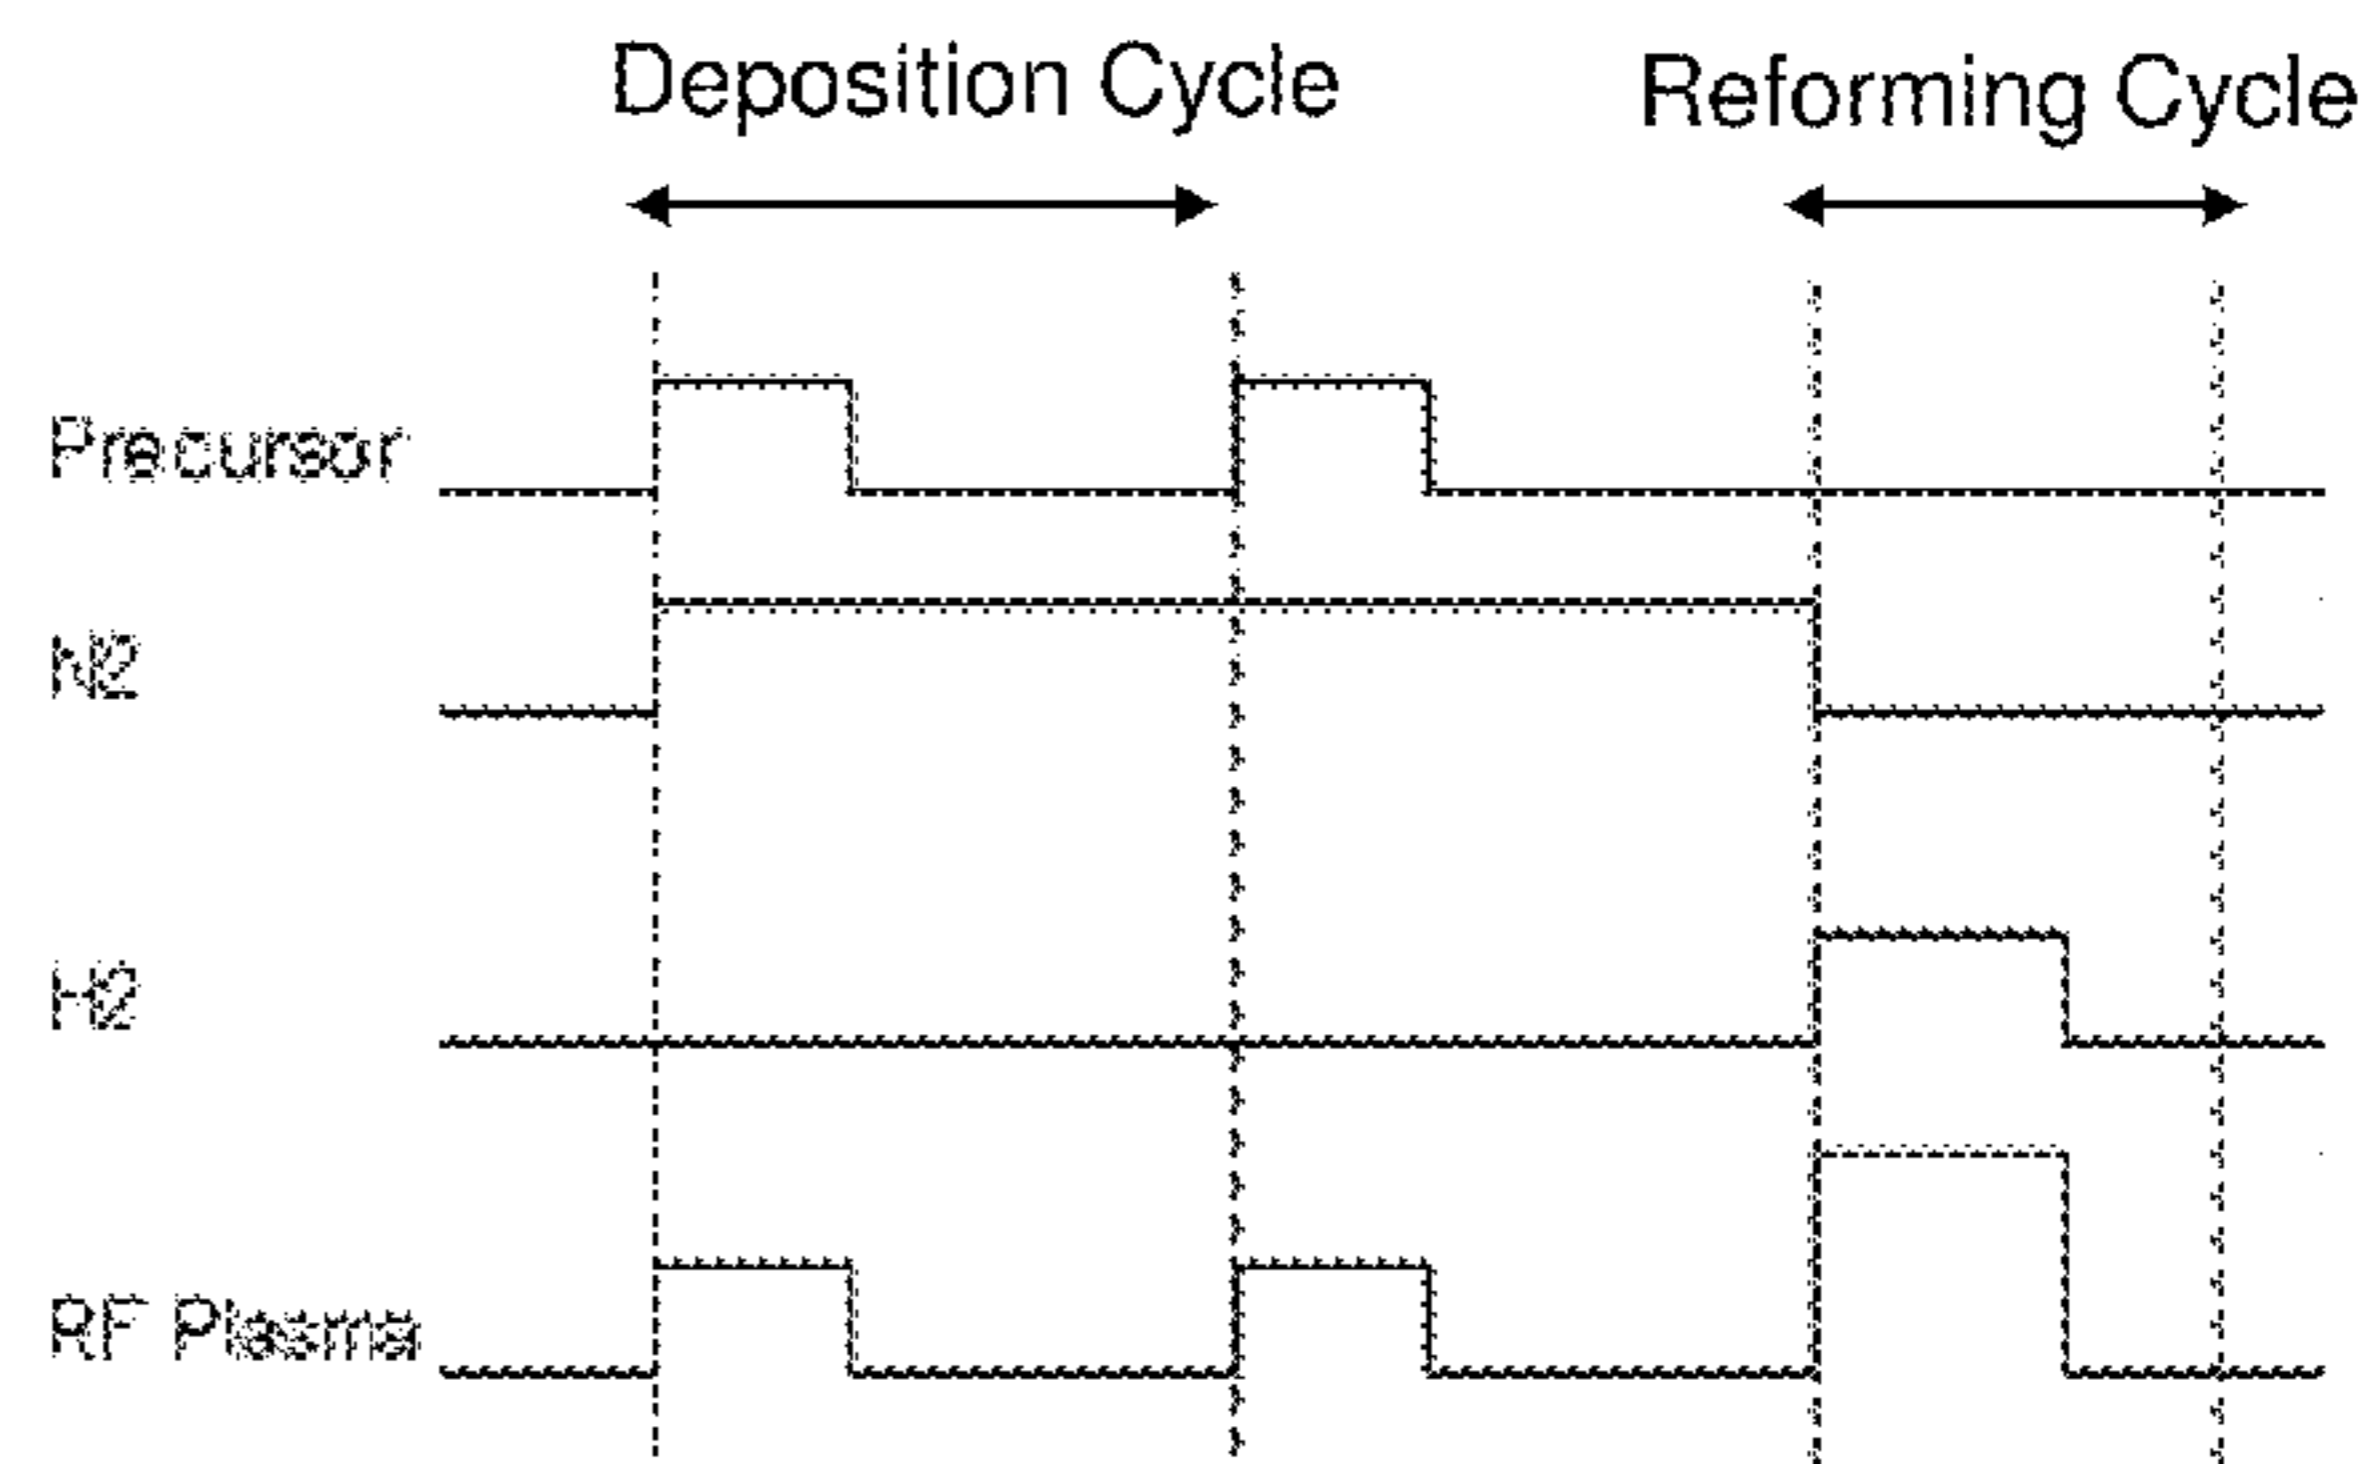 Deposition Cycle
Reforming Cycle
Precursor
N2
H2
RF Plasma